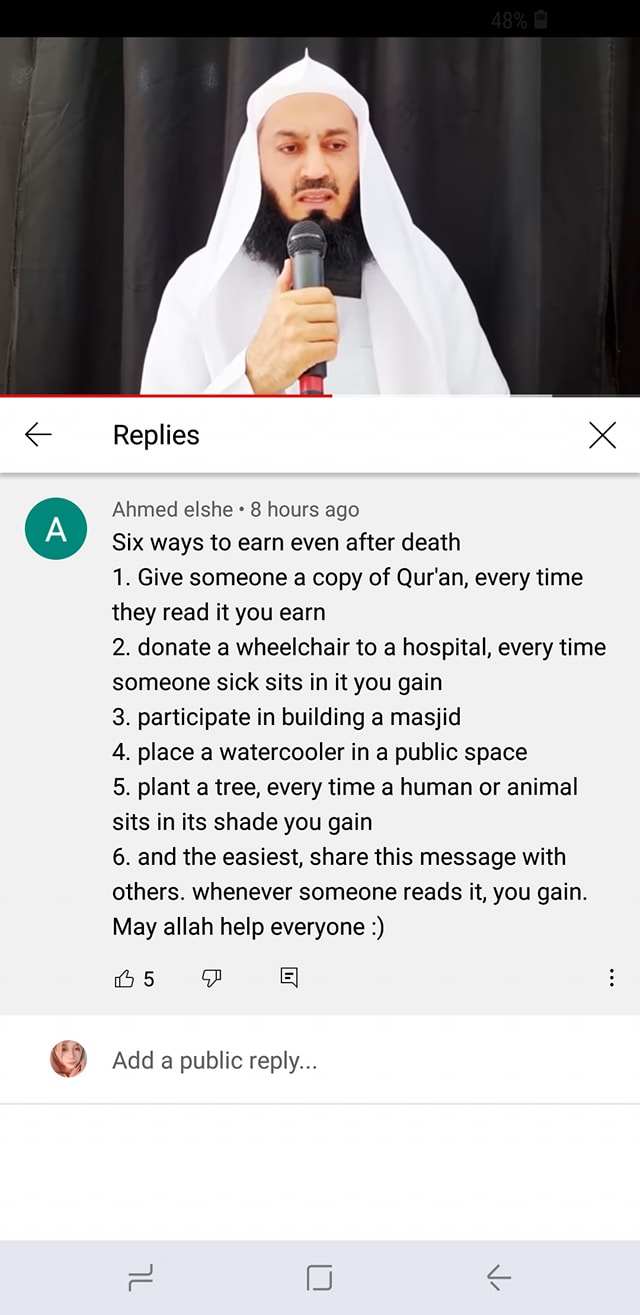 48%
Replies
A
Ahmed elshe • 8 hours ago
Six ways to earn even after death
1. Give someone a copy of Qur'an, every time
they read it you earn
2. donate a wheelchair to a hospital, every time
someone sick sits in it you gain
3. participate in building a masjid
4. place a watercooler in a public space
5. plant a tree, every time a human or animal
sits in its shade you gain
6. and the easiest, share this message with
others. whenever someone reads it, you gain.
May allah help everyone :)
5
Add a public reply...